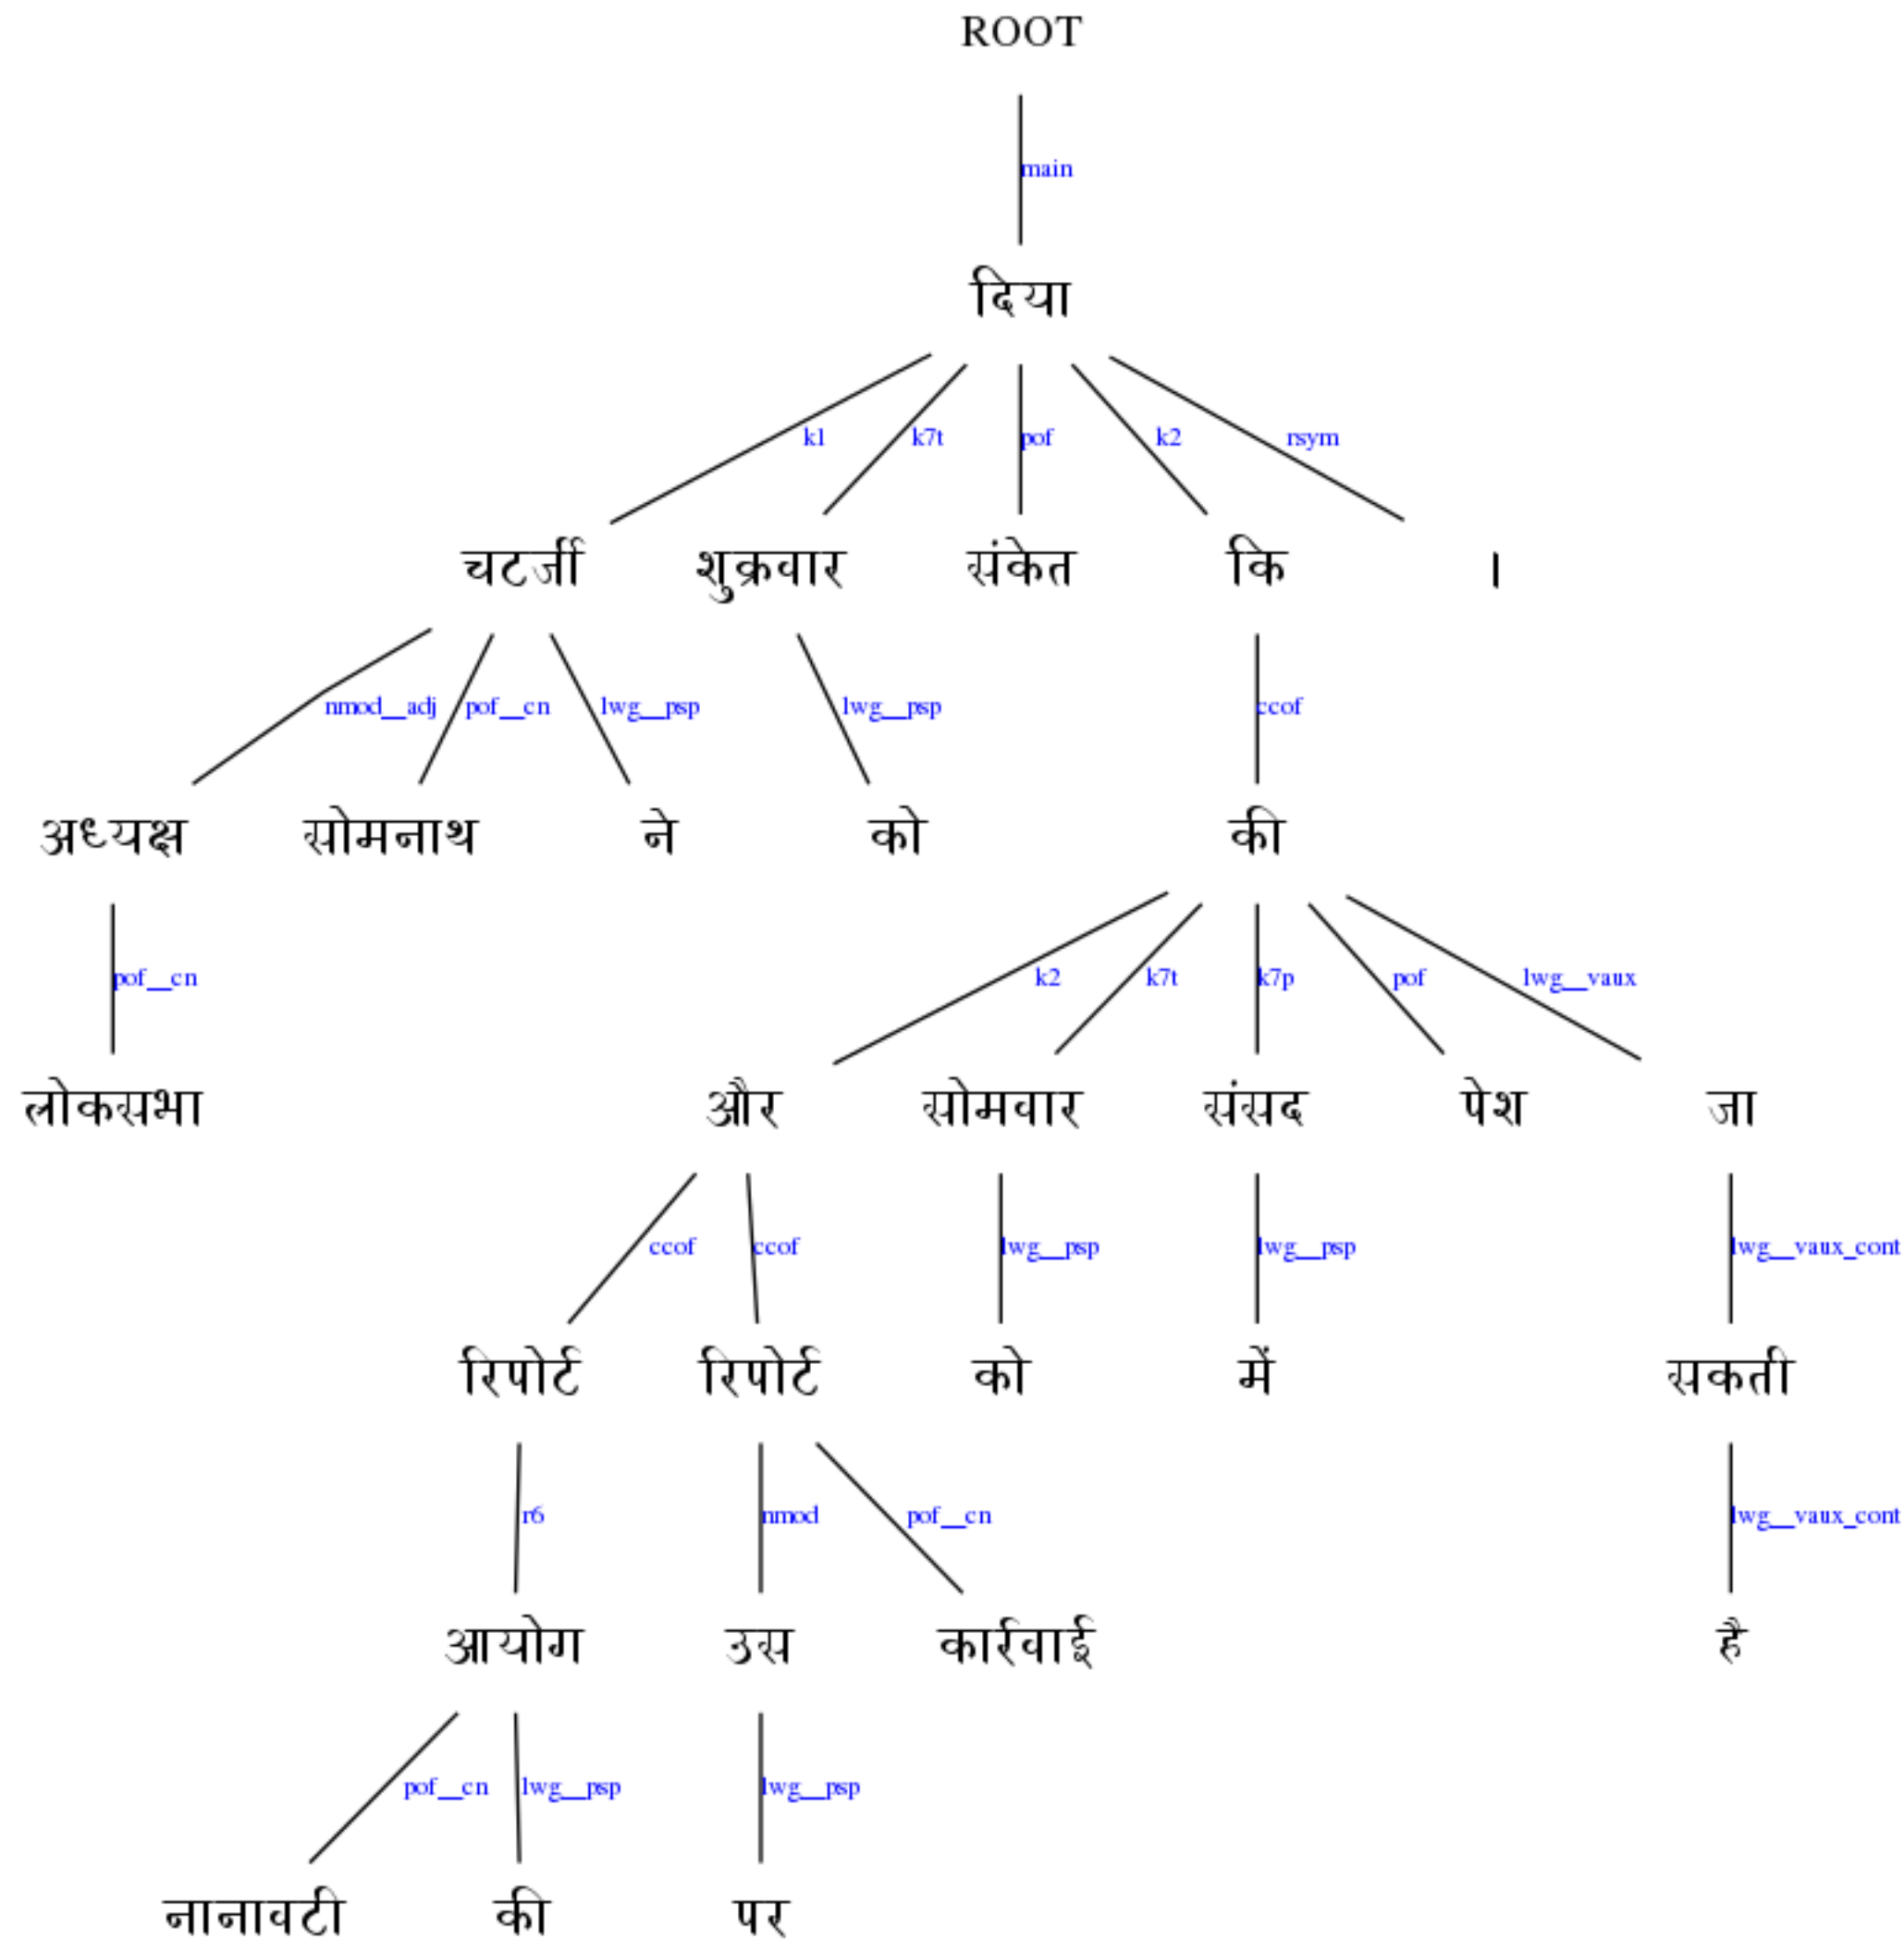 ROOT
main
दिया
k1 k7t pof k2 rsym
चटर्जी शुक्रवार संकेत कि ।
nmod__adj pof__cn lwg__psp lwg__psp ccof
अध्यक्ष सोमनाथ ने को की
pof__cn k2 k7t k7p pof lwg__vaux
लोकसभा और सोमवार संसद पेश जा
ccof ccof lwg__psp lwg__psp lwg__vaux_cont
रिपोर्ट रिपोर्ट को में सकती
r6 nmod pof__cn lwg__vaux_cont
आयोग उस कार्रवाई है
pof__cn lwg__psp lwg__psp
नानावटी की पर